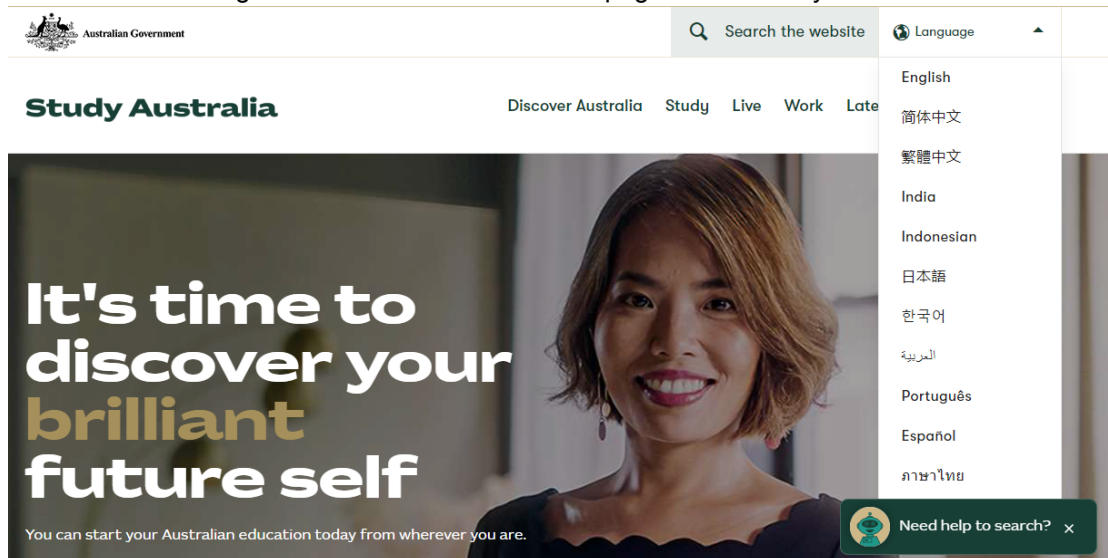 Australian Government
Search the website
Language
Study Australia
Discover Australia Study Live Work Late
English
简体中文
繁體中文
India
Indonesian
日本語
한국어
العربية
Português
Español
ภาษาไทย
It's time to
discover your
brilliant
future self
You can start your Australian education today from wherever you are.
Need help to search? ×